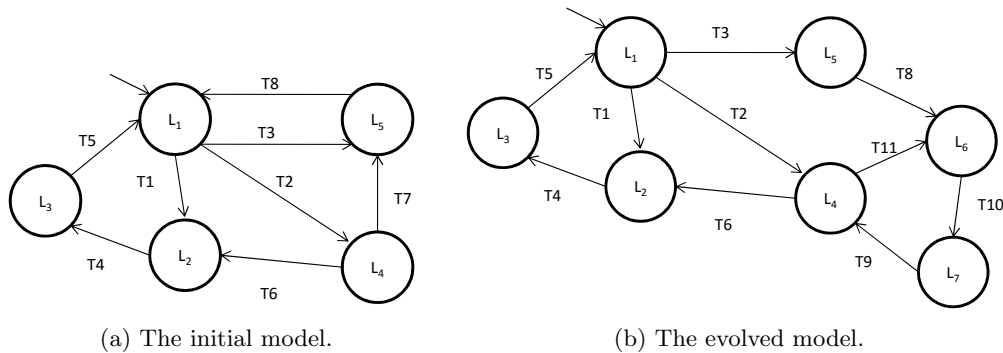 T8
L1
L5
T3
T5
T1
T2
T7
L3
L2
L4
T4
T6
(a) The initial model.
T3
L1
L5
T5
T8
T1
T2
L3
T11
L6
L2
L4
T4
T6
T10
T9
L7
(b) The evolved model.